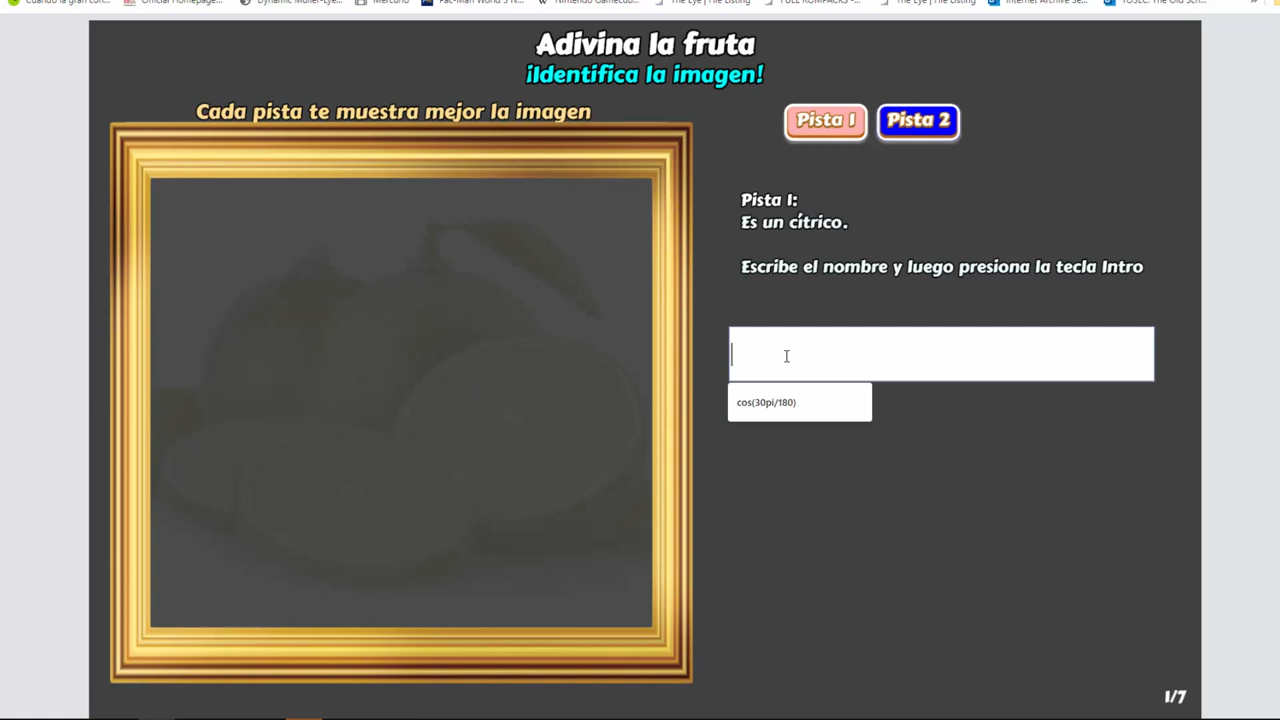 Adivina la fruta
¡Identifica la imagen!
Cada pista te muestra mejor la imagen
Pista 1 Pista 2
Pista 1:
Es un cítrico.
Escribe el nombre y luego presiona la tecla Intro
cos(30pi/180)
1/7